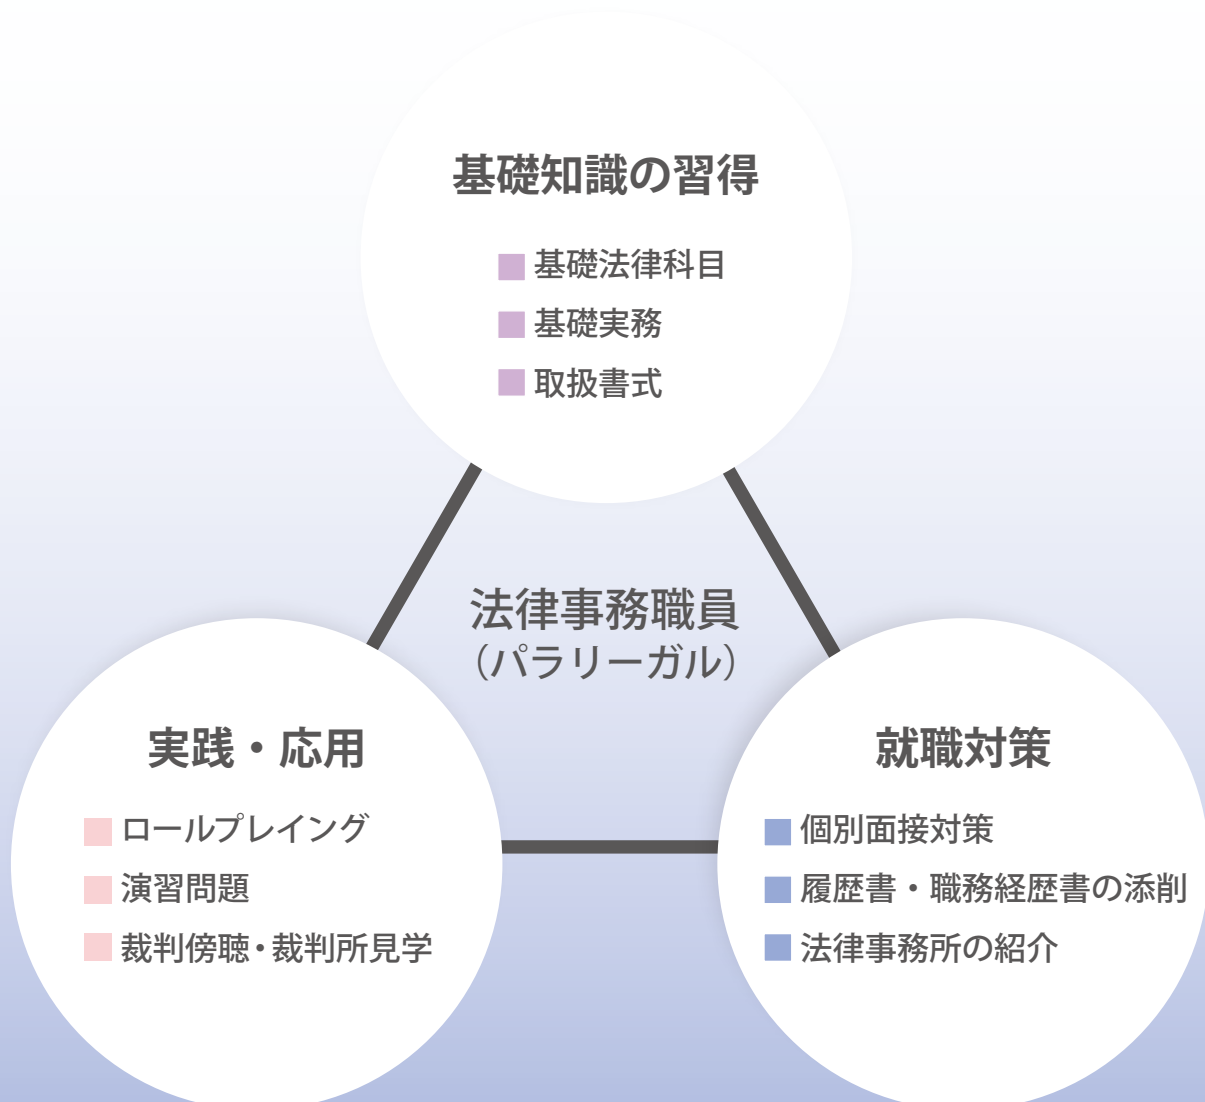 基礎知識の習得
基礎法律科目
基礎実務
取扱書式
法律事務職員
（パラリーガル）
実践・応用
ロールプレイング
演習問題
裁判傍聴・裁判所見学
就職対策
個別面接対策
履歴書・職務経歴書の添削
法律事務所の紹介